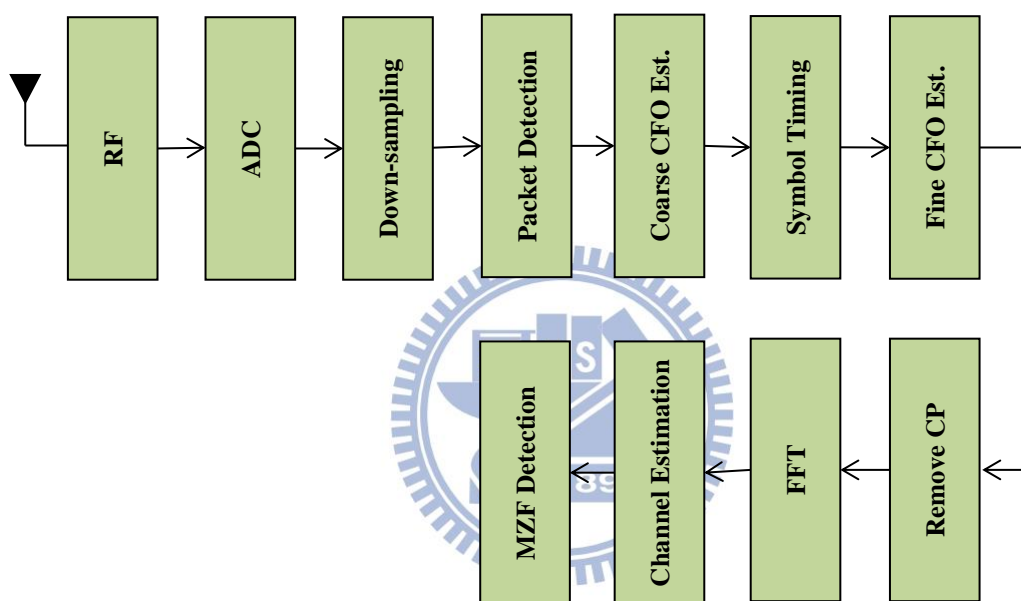 RF
ADC
Down-sampling
Packet Detection
Coarse CFO Est.
Symbol Timing
Fine CFO Est.
Remove CP
FFT
Channel Estimation
MZF Detection
S
89